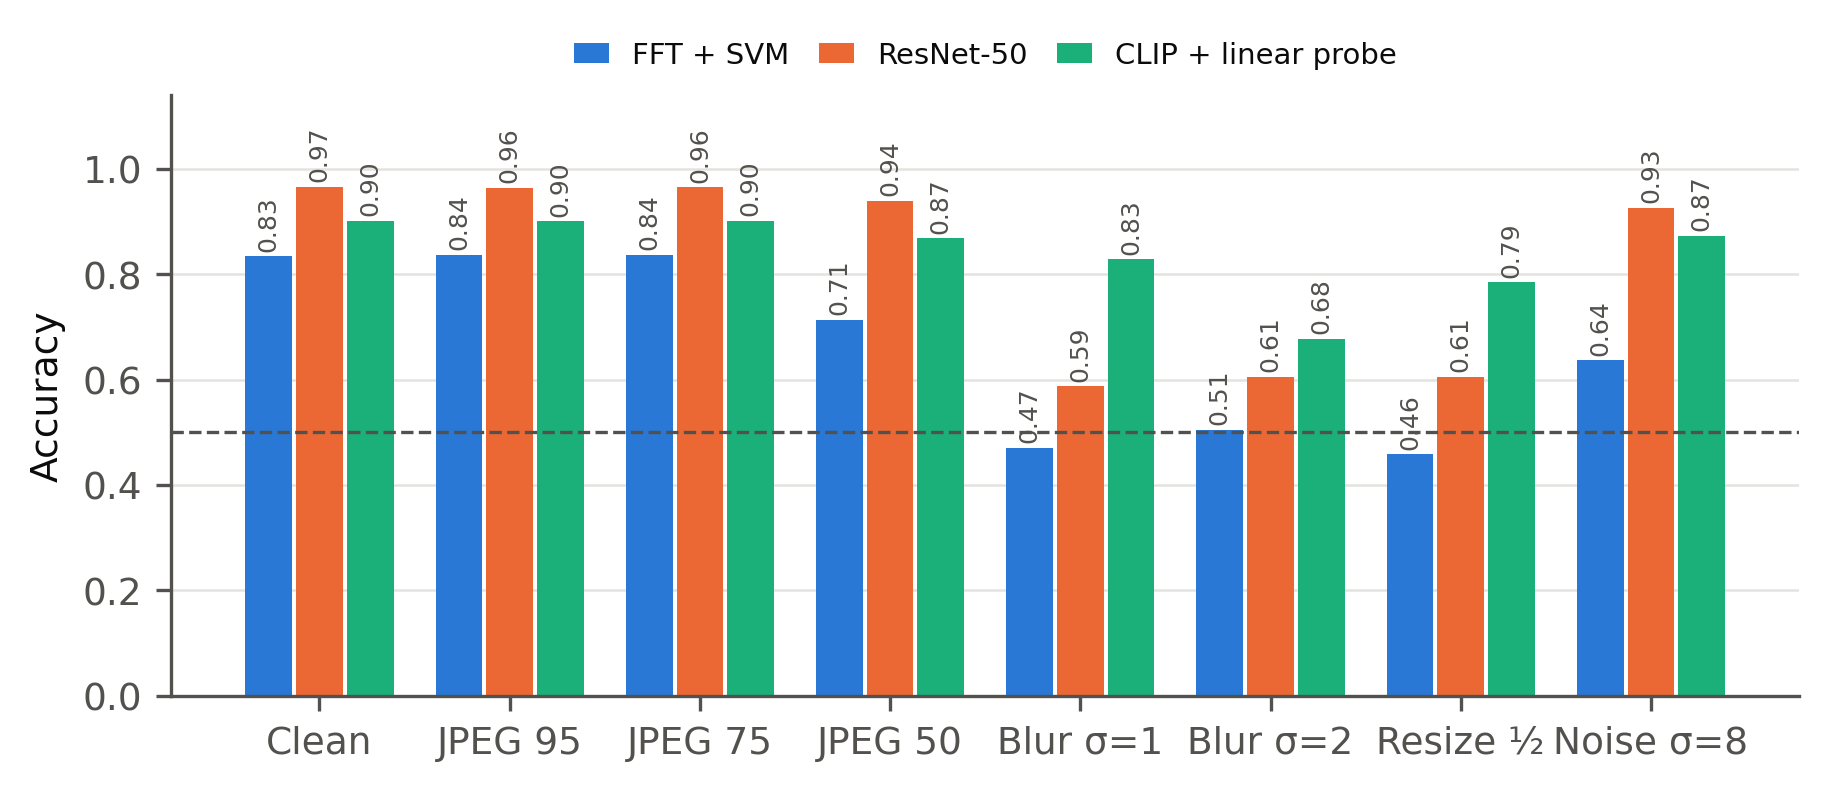 FFT + SVM ResNet-50 CLIP + linear probe
Accuracy
1.0
0.8
0.6
0.4
0.2
0.0
0.83 0.97 0.90
0.84 0.96 0.90
0.84 0.96 0.90
0.71 0.94 0.87
0.47 0.59 0.83
0.51 0.61 0.68
0.46 0.61 0.79
0.64 0.93 0.87
Clean JPEG 95 JPEG 75 JPEG 50 Blur σ=1 Blur σ=2 Resize ½ Noise σ=8